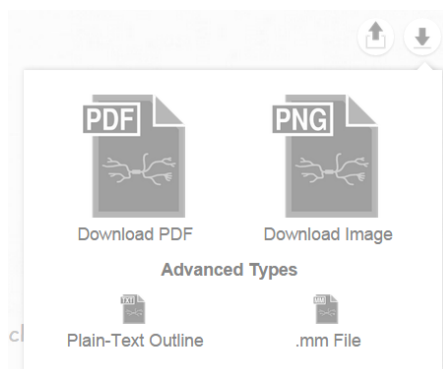 PDF PNG
Download PDF Download Image
Advanced Types
TXT MM
Plain-Text Outline .mm File